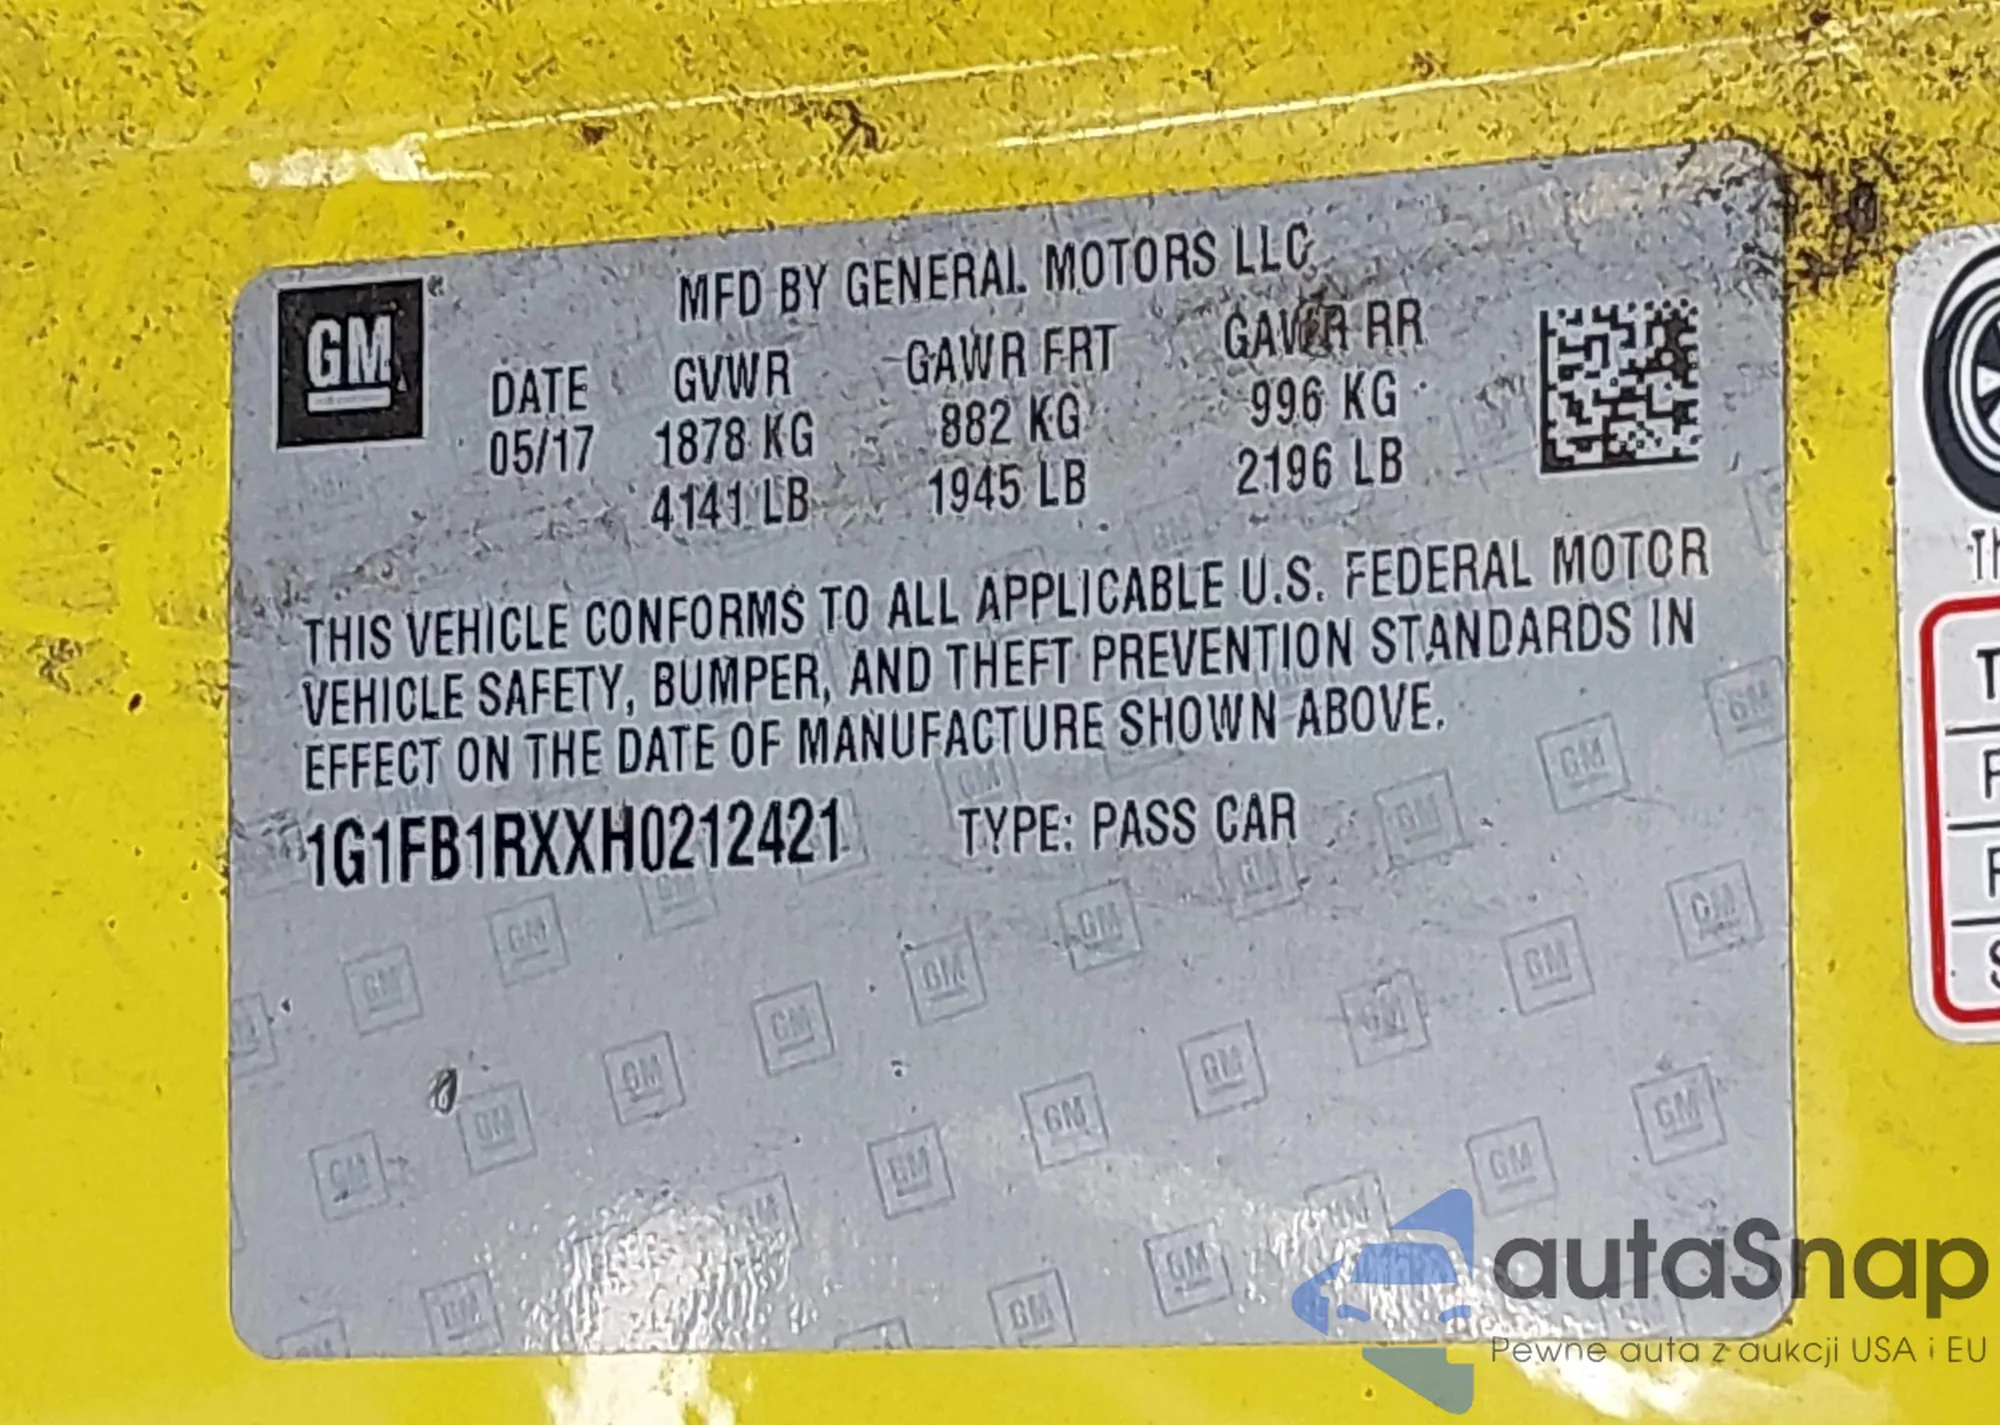 GM
MFD BY GENERAL MOTORS LLC
DATE GVWR GAWR FRT GAWR RR
05/17 1878 KG 882 KG 996 KG
4141 LB 1945 LB 2196 LB
THIS VEHICLE CONFORMS TO ALL APPLICABLE U.S. FEDERAL MOTOR
VEHICLE SAFETY, BUMPER, AND THEFT PREVENTION STANDARDS IN
EFFECT ON THE DATE OF MANUFACTURE SHOWN ABOVE.
1G1FB1RXXH0212421 TYPE: PASS CAR
autaSnap
Pewne auta z aukcji USA i EU